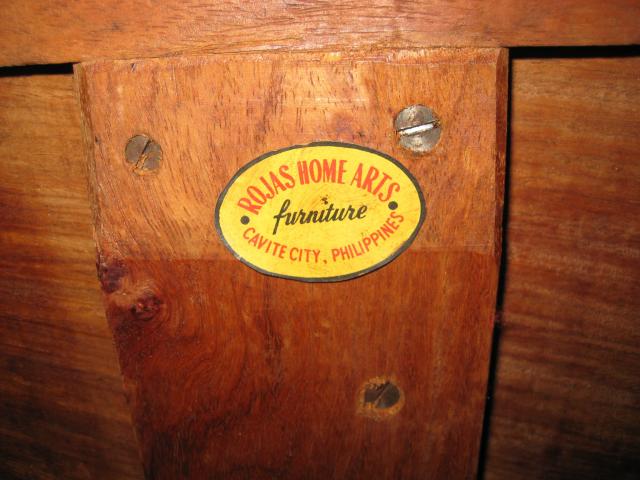 ROJAS HOME ARTS
furniture
CAVITE CITY, PHILIPPINES